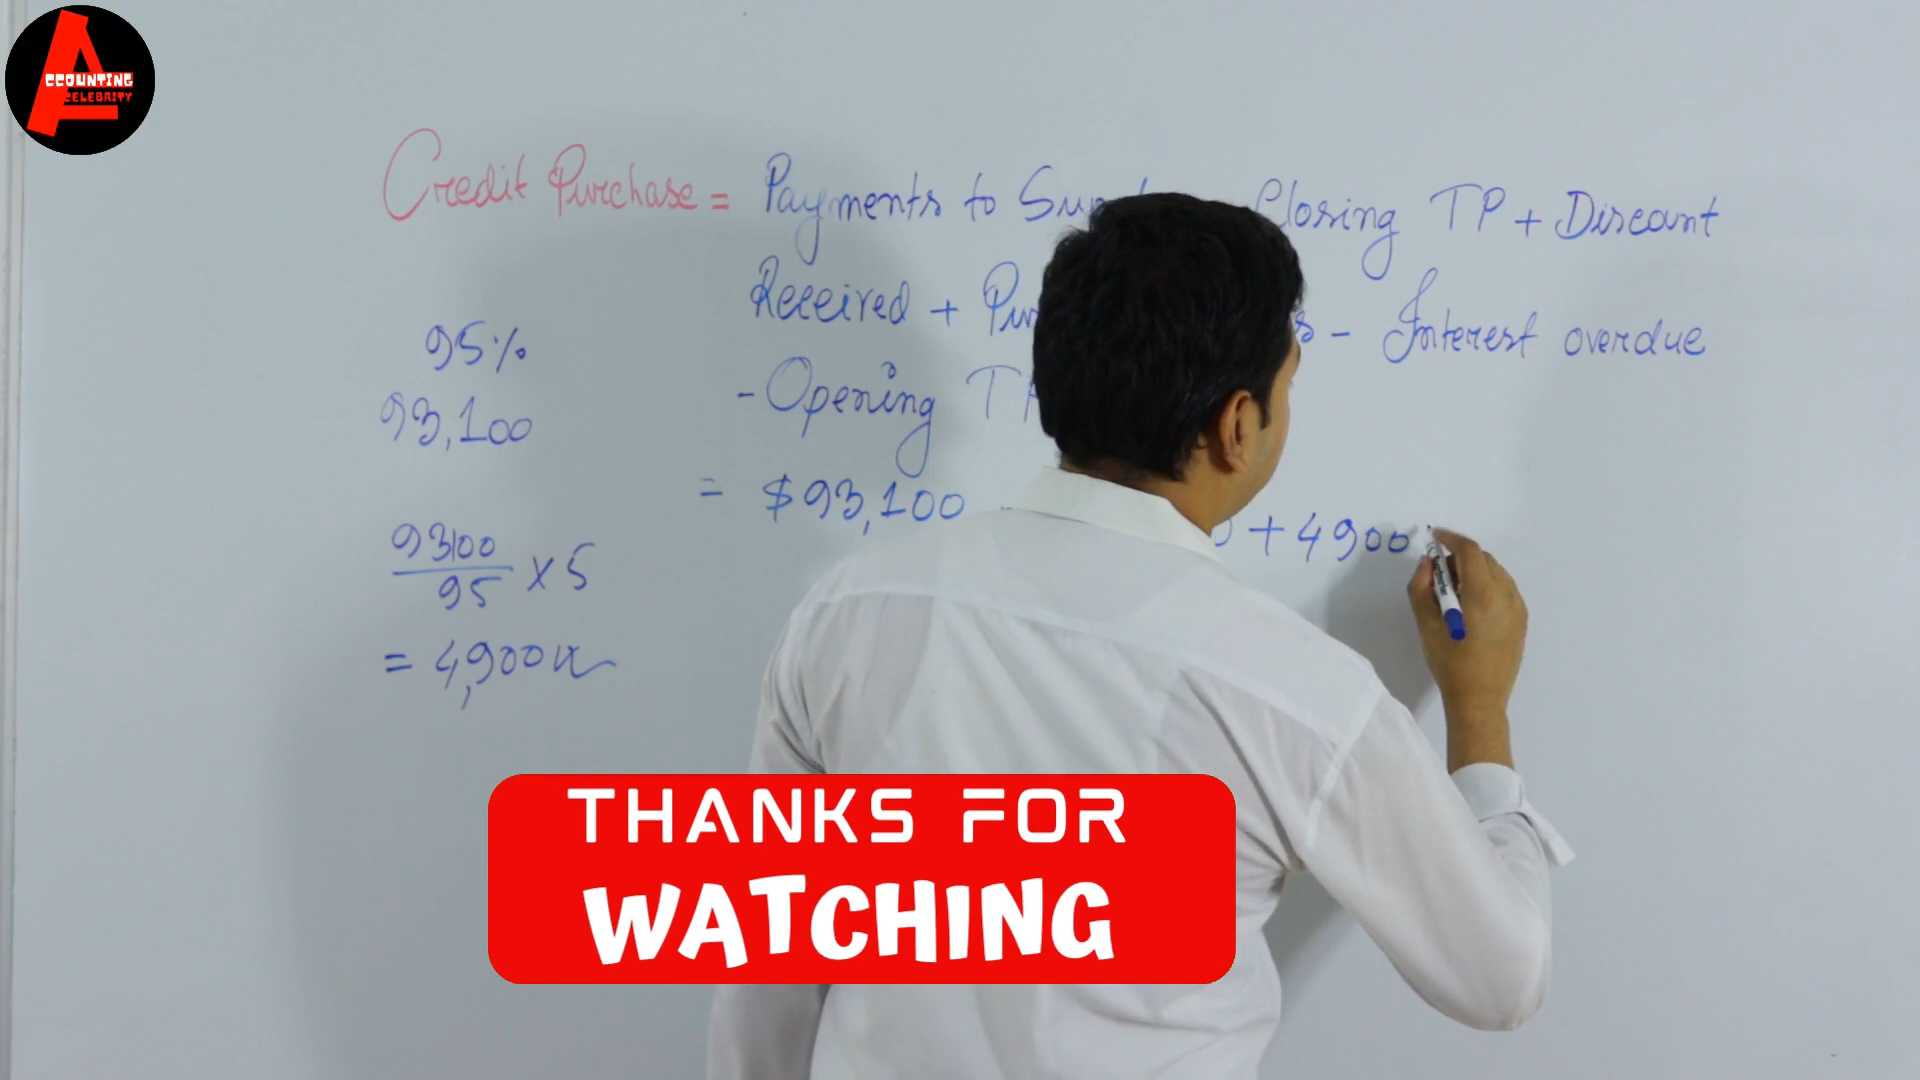 ACCOUNTING
CELEBRITY
Credit Purchase = Payments to Closing TP + Discount
Received + - Interest overdue
- Opening
= $93,100 + 4900
95%
93,100
93100
95 × 5
= 4,900
THANKS FOR
WATCHING